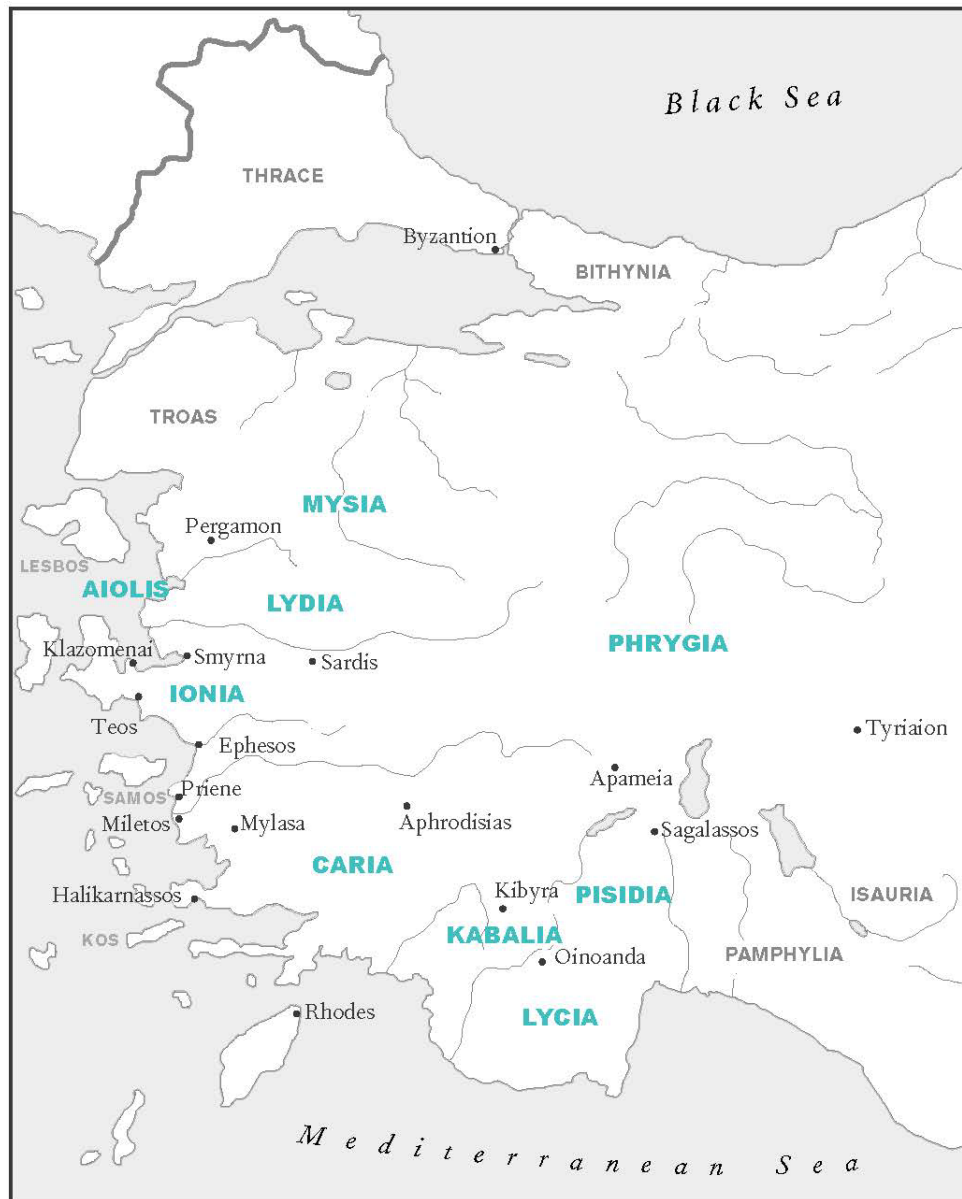 Black Sea
THRACE
Byzantion
BITHYNIA
TROAS
MYSIA
Pergamon
LESBOS
AIOLIS
LYDIA
PHRYGIA
Klazomenai
Smyrna
Sardis
IONIA
Teos
Tyriaion
Ephesos
Apameia
Priene
SAMOS
Miletos
Mylasa
Aphrodisias
Sagalassos
CARIA
Halikarnassos
Kibyra
PISIDIA
ISAURIA
KABALIA
KOS
Oinoanda
PAMPHYLIA
Rhodes
LYCIA
Mediterranean Sea